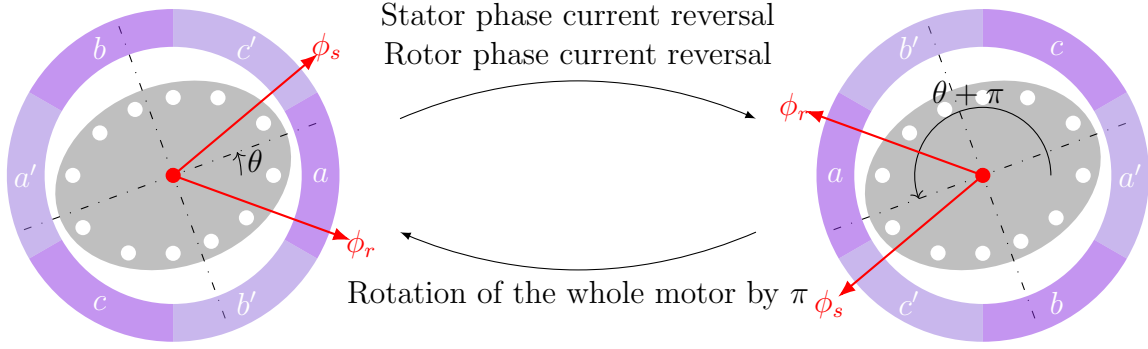 Stator phase current reversal
Rotor phase current reversal
b
c′
ϕₛ
a′
θ
a
ϕᵣ
c
b′
b′
c
θ + π
ϕᵣ
a
a′
ϕₛ
c′
b
Rotation of the whole motor by π